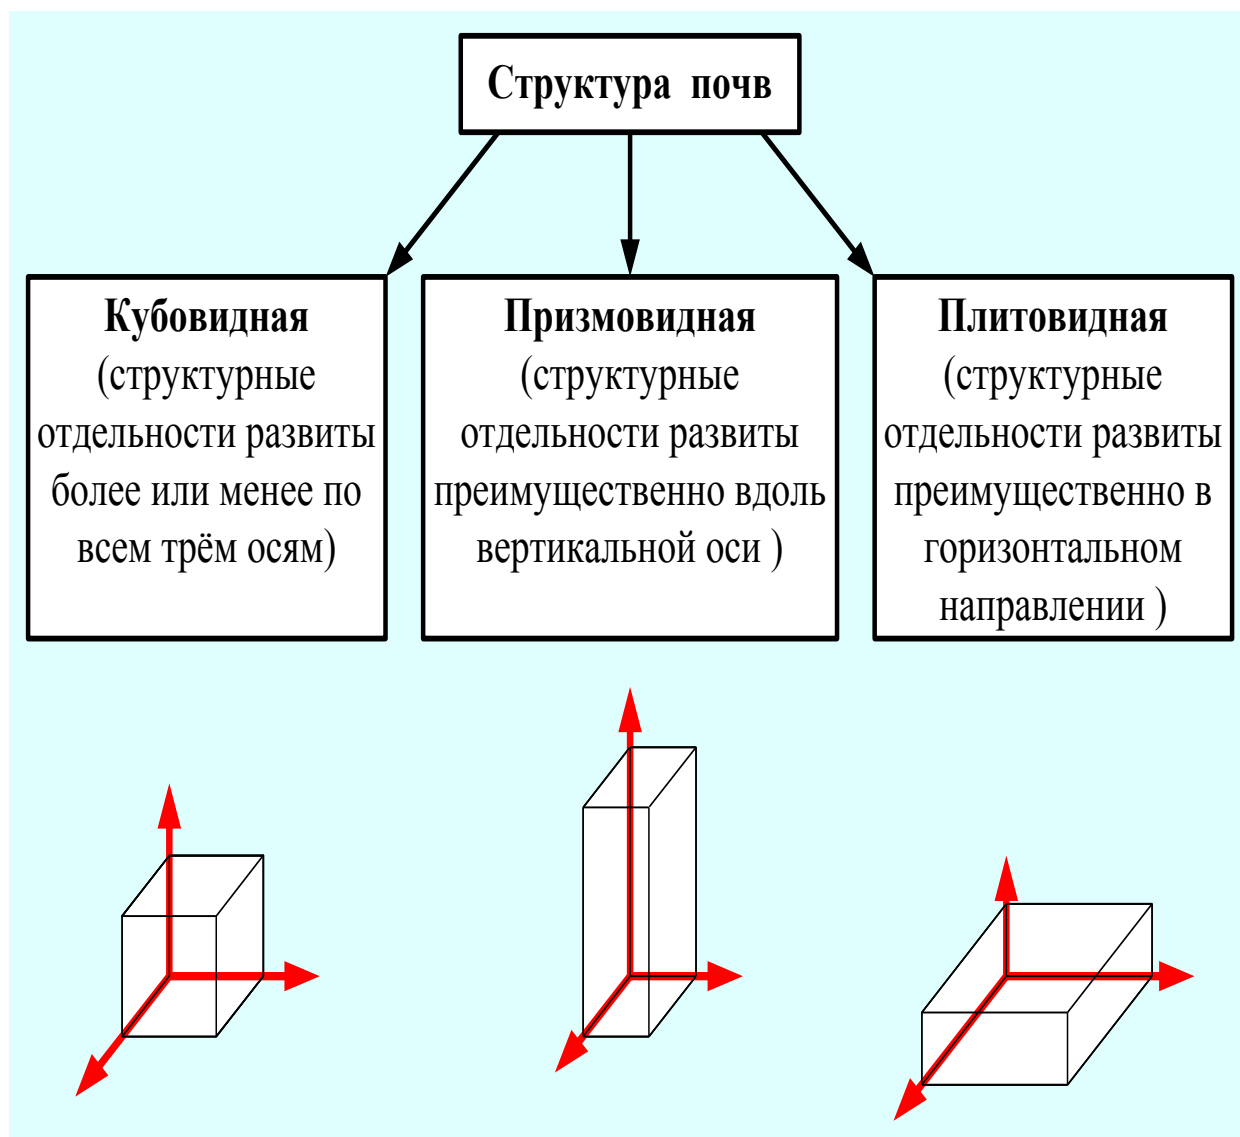 Структура почв
Кубовидная
(структурные
отдельности развиты
более или менее по
всем трём осям)
Призмовидная
(структурные
отдельности развиты
преимущественно вдоль
вертикальной оси )
Плитовидная
(структурные
отдельности развиты
преимущественно в
горизонтальном
направлении )